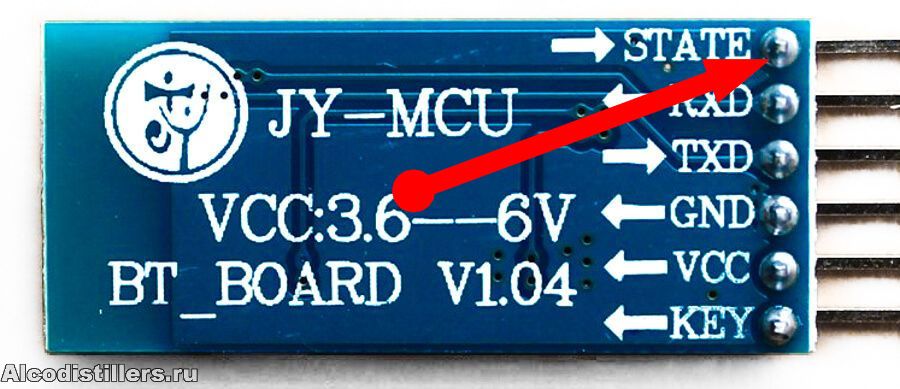 STATE
RXD
JY-MCU
TXD
VCC:3.6--6V
GND
VCC
BT_BOARD V1.04
KEY
Alcodistillers.ru